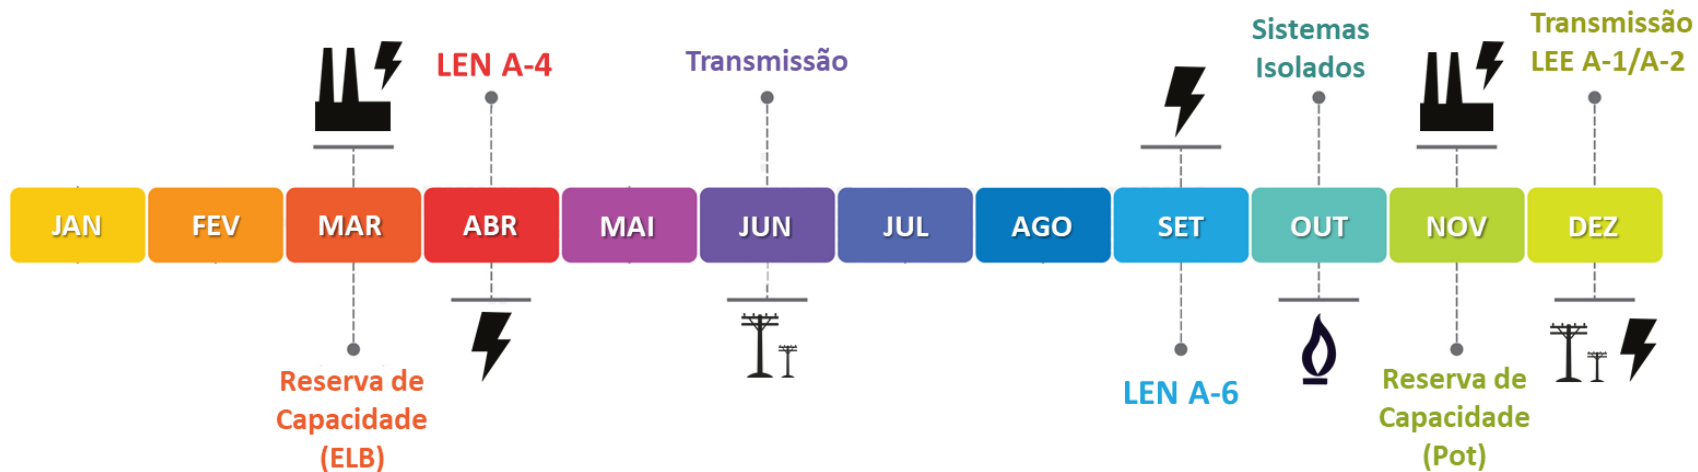 LEN A-4
Transmissão
Sistemas
Isolados
Transmissão
LEE A-1/A-2
JAN
FEV
MAR
ABR
MAI
JUN
JUL
AGO
SET
OUT
NOV
DEZ
Reserva de
Capacidade
(ELB)
LEN A-6
Reserva de
Capacidade
(Pot)